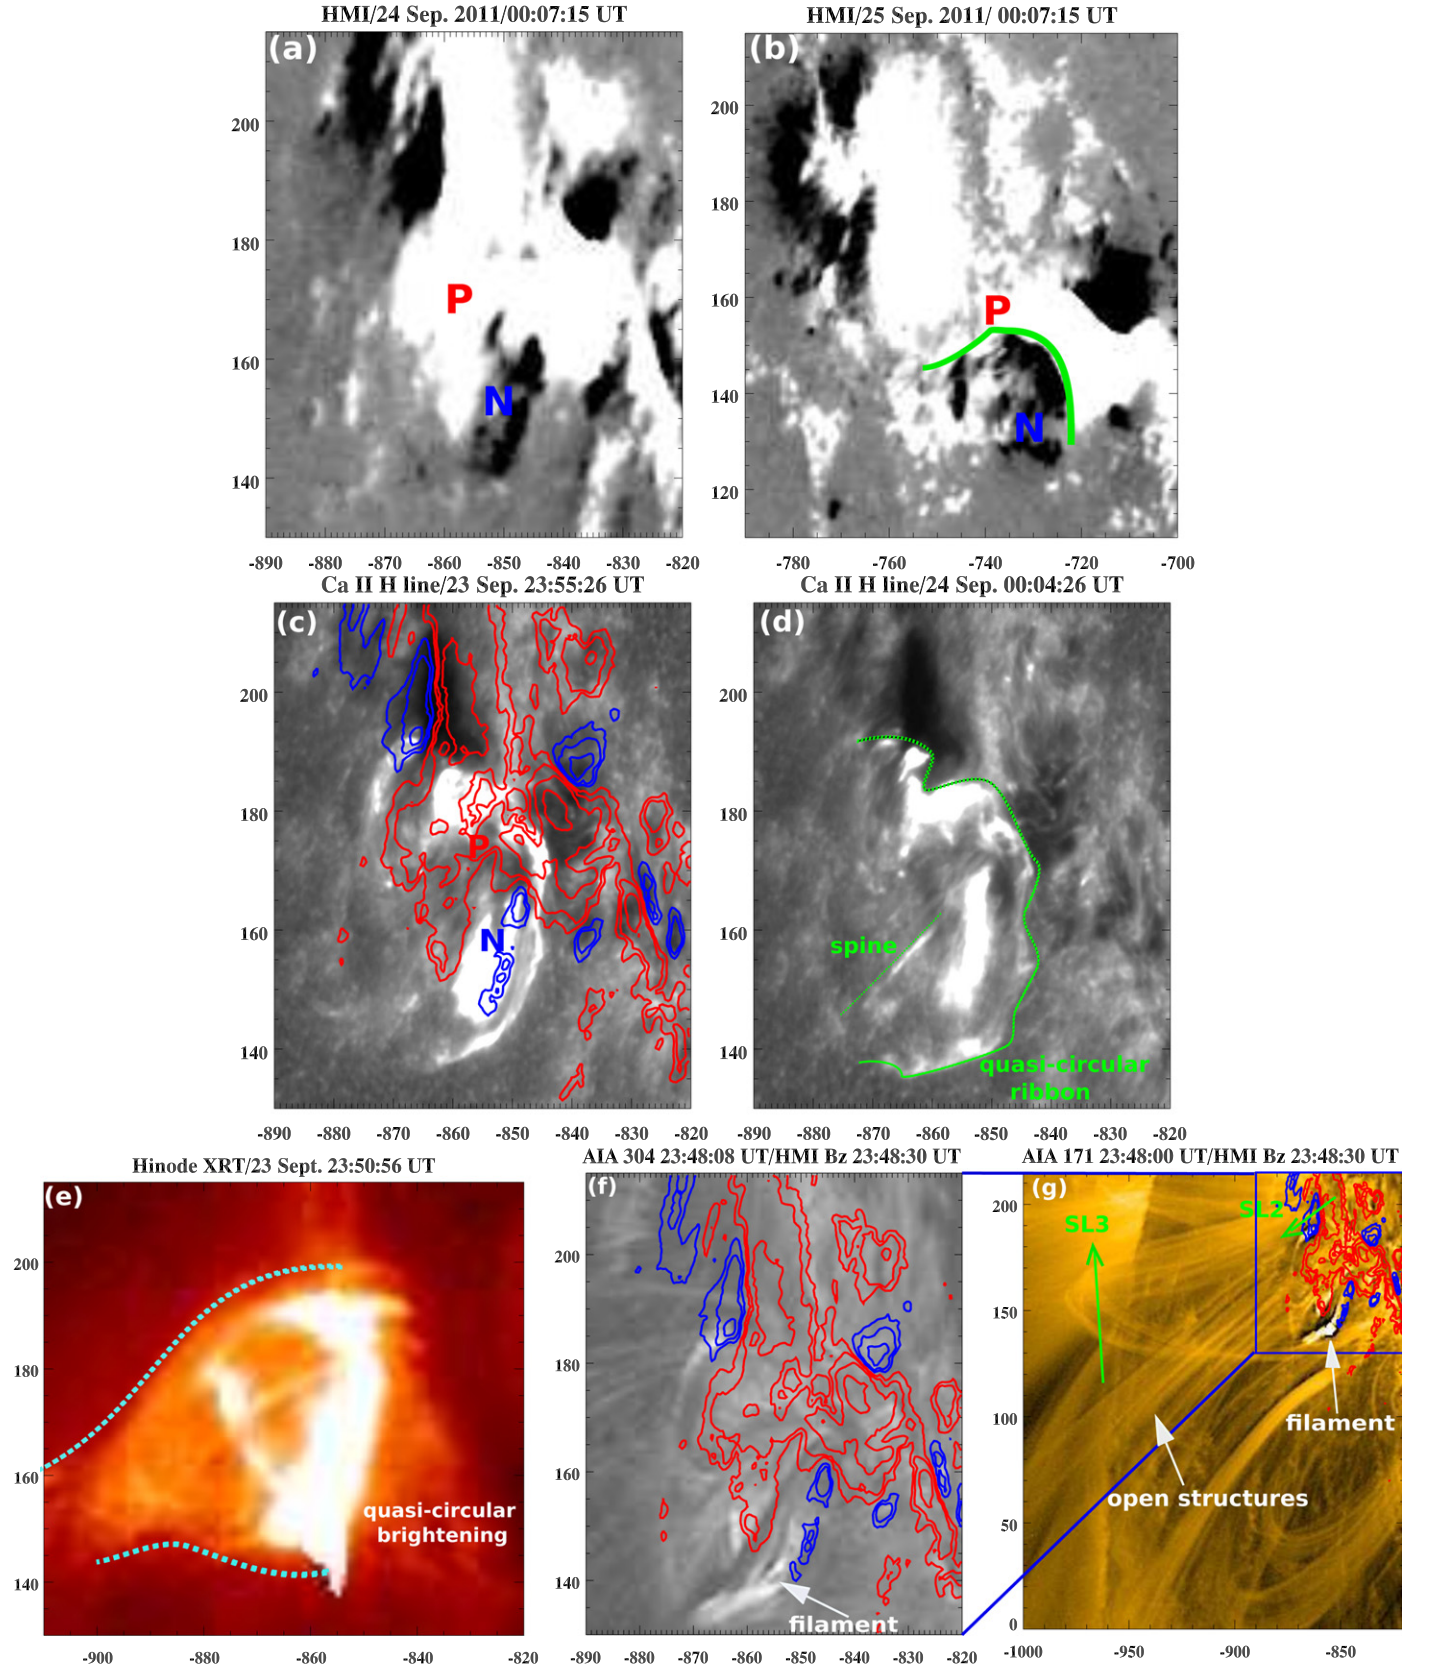 HMI/24 Sep. 2011/00:07:15 UT
HMI/25 Sep. 2011/ 00:07:15 UT
(a)
200
180
160
140
P
N
-890 -880 -870 -860 -850 -840 -830 -820
(b)
200
180
160
140
120
P
N
-780 -760 -740 -720 -700
Ca II H line/23 Sep. 23:55:26 UT
Ca II H line/24 Sep. 00:04:26 UT
(c)
200
180
160
140
P
N
-890 -880 -870 -860 -850 -840 -830 -820
(d)
200
180
160
140
spine
quasi-circular
ribbon
-890 -880 -870 -860 -850 -840 -830 -820
Hinode XRT/23 Sept. 23:50:56 UT
AIA 304 23:48:08 UT/HMI Bz 23:48:30 UT
AIA 171 23:48:00 UT/HMI Bz 23:48:30 UT
(e)
200
180
160
140
quasi-circular
brightening
-900 -880 -860 -840 -820
(f)
200
180
160
140
filament
-890 -880 -870 -860 -850 -840 -830 -820
(g)
200
150
100
50
0
SL3
SL2
filament
open structures
-1000 -950 -900 -850